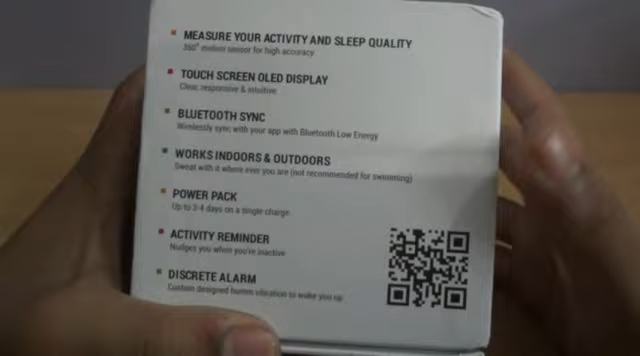 MEASURE YOUR ACTIVITY AND SLEEP QUALITY
360° motion sensor for high accuracy
TOUCH SCREEN OLED DISPLAY
Clear, responsive & intuitive
BLUETOOTH SYNC
Wirelessly sync with your app with Bluetooth Low Energy
WORKS INDOORS & OUTDOORS
Sweat with it where ever you are (not recommended for swimming)
POWER PACK
Up to 3-4 days on a single charge
ACTIVITY REMINDER
Nudges you when you're inactive
DISCRETE ALARM
Custom designed humm vibration to wake you up